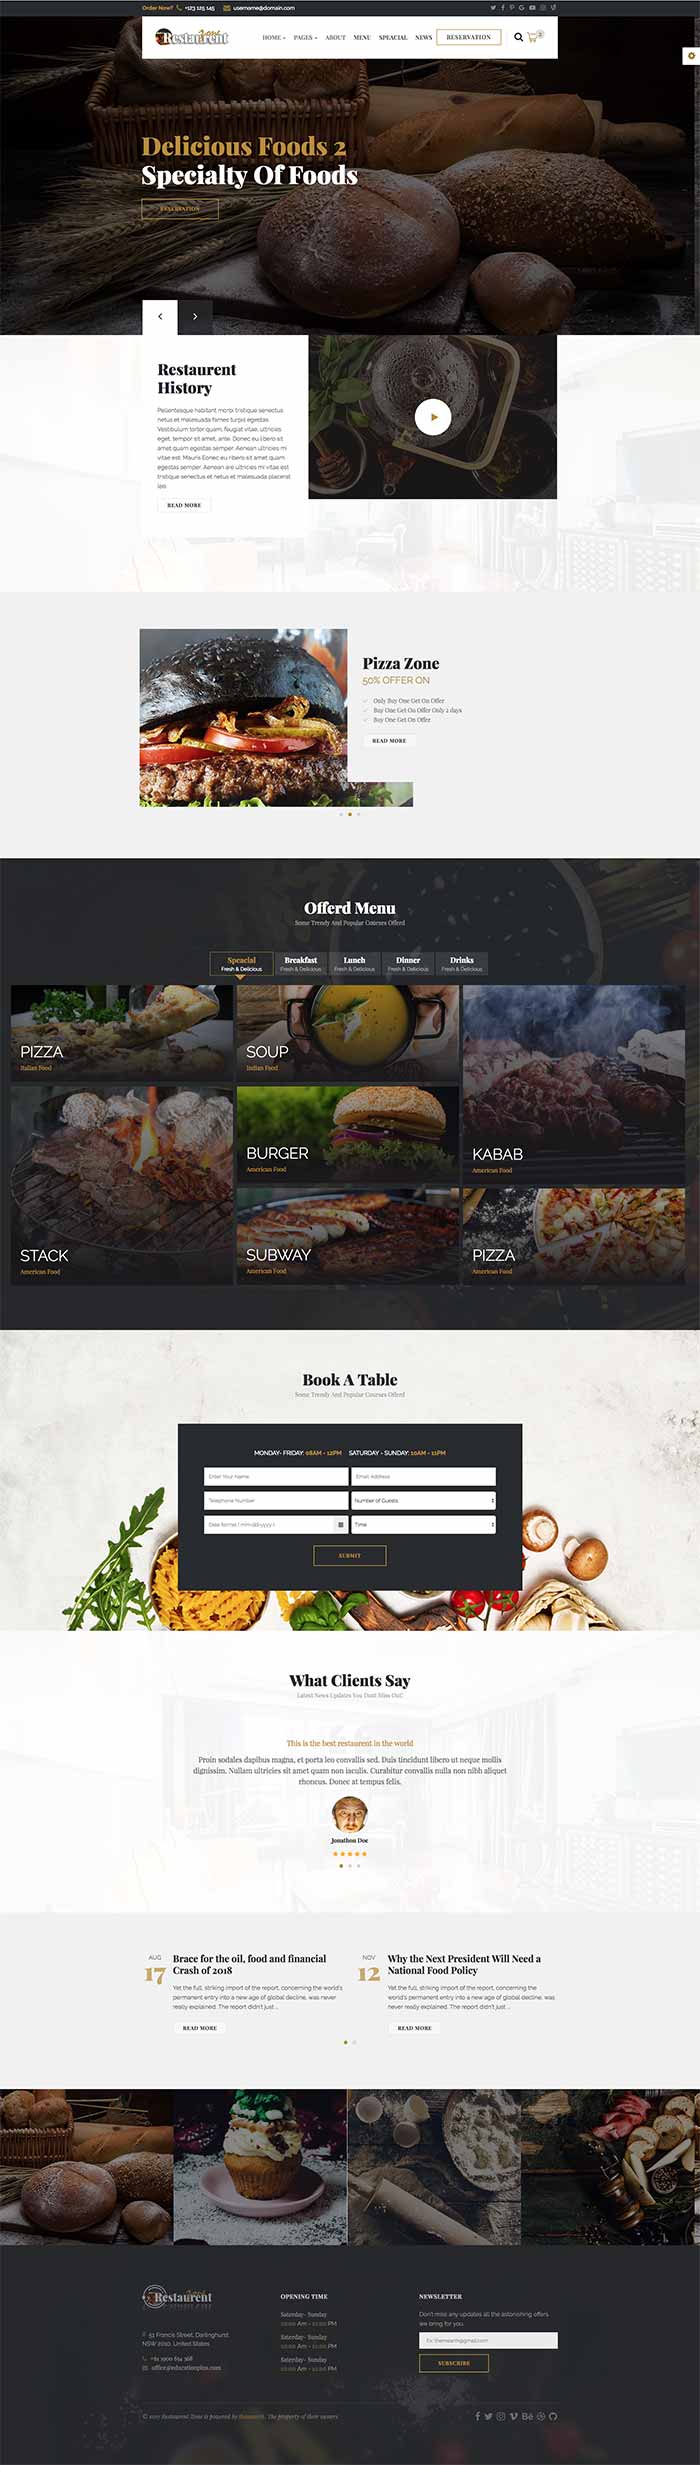 Order Now? +123 125 145 username@domain.com
Restaurent Zone
HOME PAGES ABOUT MENU SPEACIAL NEWS RESERVATION
Delicious Foods 2
Specialty Of Foods
RESERVATION
Restaurent
History
Pellentesque habitant morbi tristique senectus
netus et malesuada fames turpis egestas.
Vestibulum tortor quam, feugiat vitae, ultricies
eget, tempor sit amet, ante. Donec eu libero sit
amet quam egestas semper. Aenean ultricies mi
vitae est. Mauris Eonec eu libero sit amet quam
egestas semper. Aenean are ultricies mi vitae est
tristique senectus et netus et malesuada placerat
leo.
READ MORE
Pizza Zone
50% OFFER ON
Only Buy One Get On Offer
Buy One Get On Offer Only 2 days
Buy One Get On Offer
READ MORE
Offerd Menu
Some Trendy And Popular Courses Offerd
Speacial Breakfast Lunch Dinner Drinks
Fresh & Delicious Fresh & Delicious Fresh & Delicious Fresh & Delicious Fresh & Delicious
PIZZA
Italian Food
SOUP
Indian Food
KABAB
American Food
BURGER
American Food
STACK
American Food
SUBWAY
American Food
PIZZA
American Food
Book A Table
Some Trendy And Popular Courses Offerd
MONDAY- FRIDAY: 08AM - 12PM SATURDAY - SUNDAY: 10AM - 11PM
Enter Your Name Email Address
Telephone Number Number of Guests
Date format ( mm-dd-yyyy ) Time
SUBMIT
What Clients Say
Latest News Updates You Dont Miss Out!
This is the best restaurent in the world
Proin sodales dapibus magna, et porta leo convallis sed. Duis tincidunt libero ut neque mollis
dignissim. Nullam ultricies sit amet quam non iaculis. Curabitur convallis nulla non nibh aliquet
rhoncus. Donec at tempus felis.
Jonathon Doe
AUG
17
Brace for the oil, food and financial
Crash of 2018
Yet the full, striking import of the report, concerning the world's
permanent entry into a new age of global decline, was never
really explained. The report didn't just ...
READ MORE
NOV
12
Why the Next President Will Need a
National Food Policy
Yet the full, striking import of the report, concerning the
world's permanent entry into a new age of global decline, was
never really explained. The report didn't just ...
READ MORE
Restaurent Zone
51 Francis Street, Darlinghurst,
NSW 2010, United States
+61 1900 654 368
office@educationplus.com
OPENING TIME
Saterday- Sunday
10:00 Am - 11:00 PM
Saterday- Sunday
10:00 Am - 11:00 PM
Saterday- Sunday
10:00 Am - 11:00 PM
NEWSLETTER
Don't miss any updates all the astonishing offers
we bring for you.
Ex: themearth@gmail.com
SUBSCRIBE
© 2017 Restaurent Zone is powered by themearth. The property of their owners